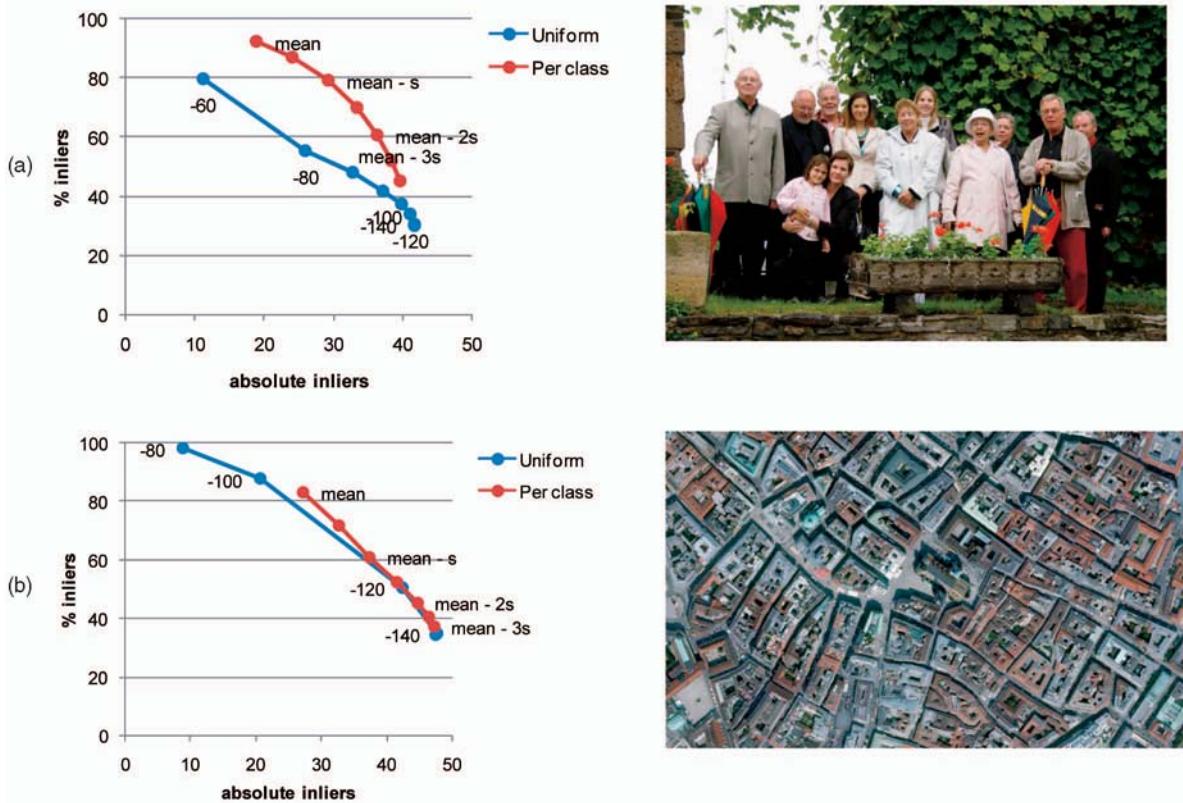 (a)
% inliers
100
80
60
40
20
0
0 10 20 30 40 50
absolute inliers
mean
mean - s
mean - 2s
mean - 3s
-60
-80
-100
-140
-120
Uniform
Per class
(b)
% inliers
100
80
60
40
20
0
0 10 20 30 40 50
absolute inliers
-80
-100
mean
mean - s
-120
mean - 2s
-140
mean - 3s
Uniform
Per class